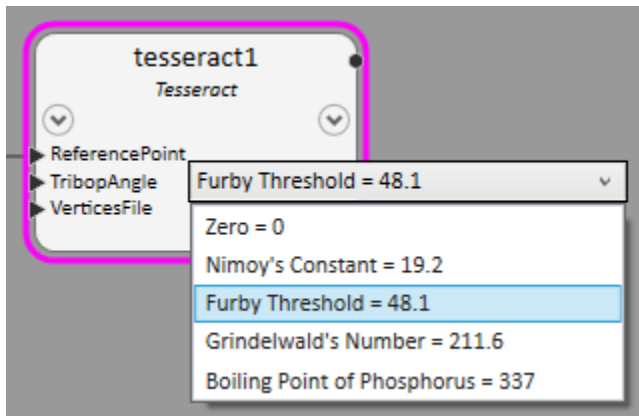 tesseract1
Tesseract
ReferencePoint
TribopAngle
Furby Threshold = 48.1
VerticesFile
Zero = 0
Nimoy's Constant = 19.2
Furby Threshold = 48.1
Grindelwald's Number = 211.6
Boiling Point of Phosphorus = 337